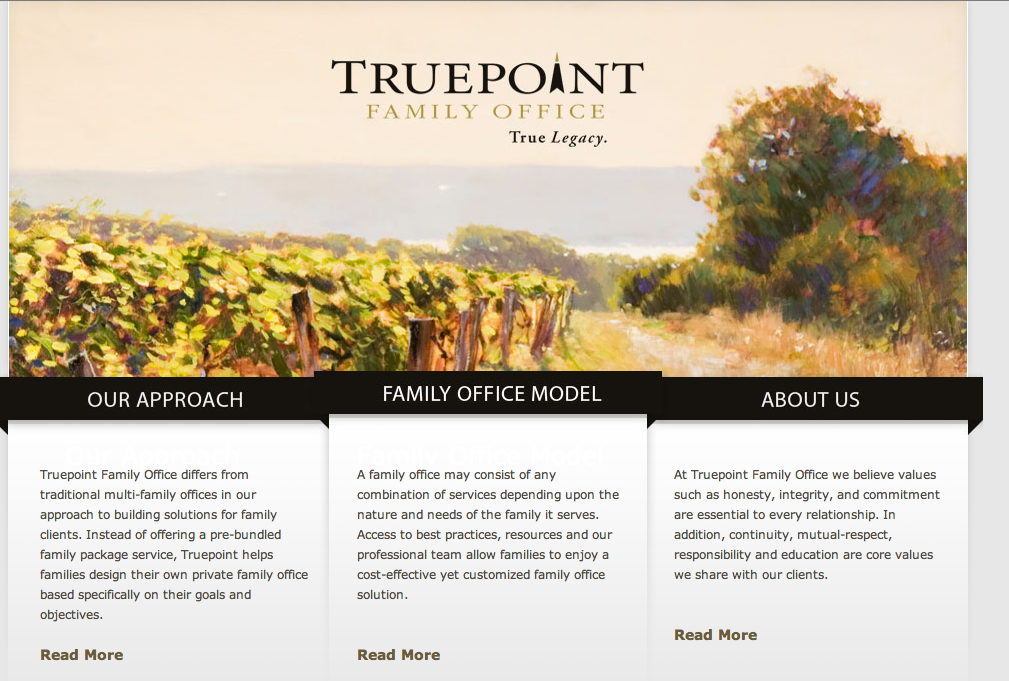 TRUEPOINT
FAMILY OFFICE
True Legacy.
OUR APPROACH
FAMILY OFFICE MODEL
ABOUT US
Our Approach
Truepoint Family Office differs from
traditional multi-family offices in our
approach to building solutions for family
clients. Instead of offering a pre-bundled
family package service, Truepoint helps
families design their own private family office
based specifically on their goals and
objectives.
Read More
Family Office Model
A family office may consist of any
combination of services depending upon the
nature and needs of the family it serves.
Access to best practices, resources and our
professional team allow families to enjoy a
cost-effective yet customized family office
solution.
Read More
At Truepoint Family Office we believe values
such as honesty, integrity, and commitment
are essential to every relationship. In
addition, continuity, mutual-respect,
responsibility and education are core values
we share with our clients.
Read More